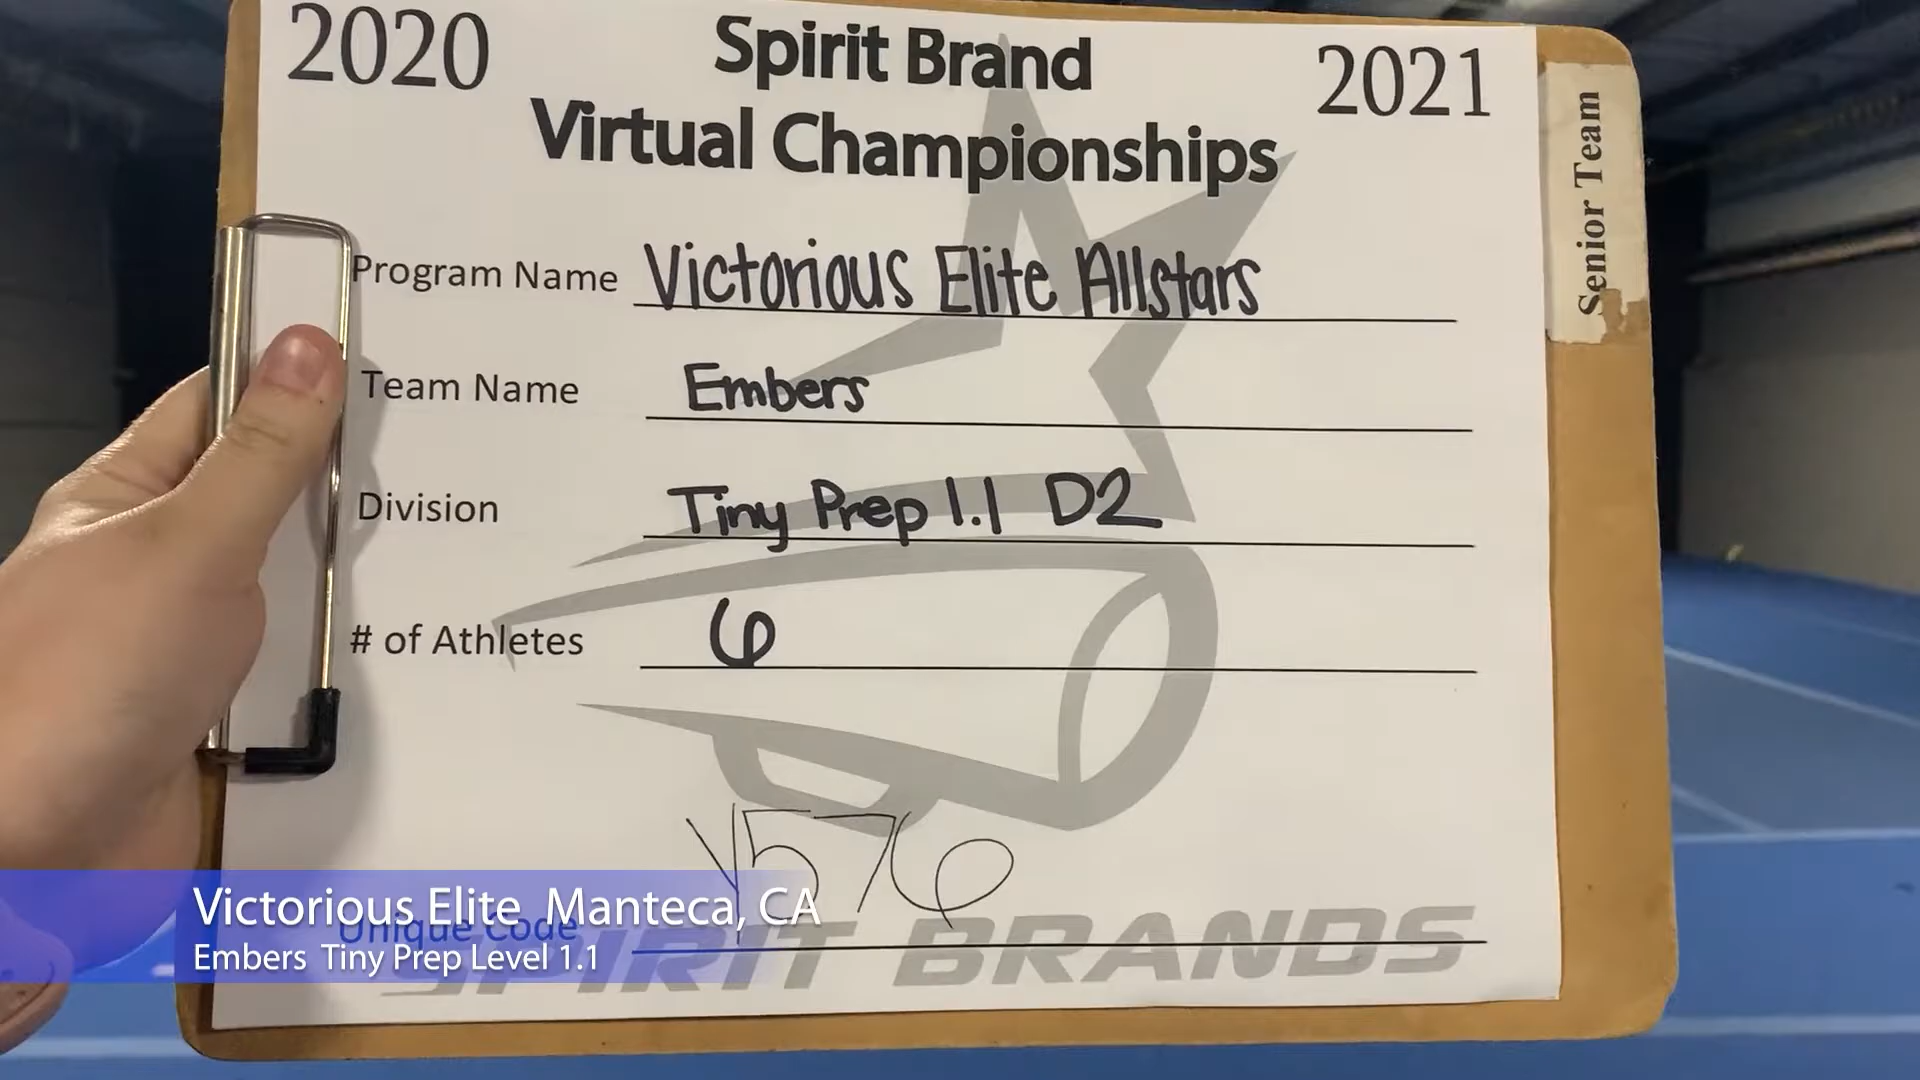 2020 Spirit Brand 2021
Virtual Championships
Senior Team
Program Name Victorious Elite Allstars
Team Name Embers
Division Tiny Prep 1.1 D2
# of Athletes 6
Y576
Unique Code
SPIRIT BRANDS
Victorious Elite Manteca, CA
Embers Tiny Prep Level 1.1